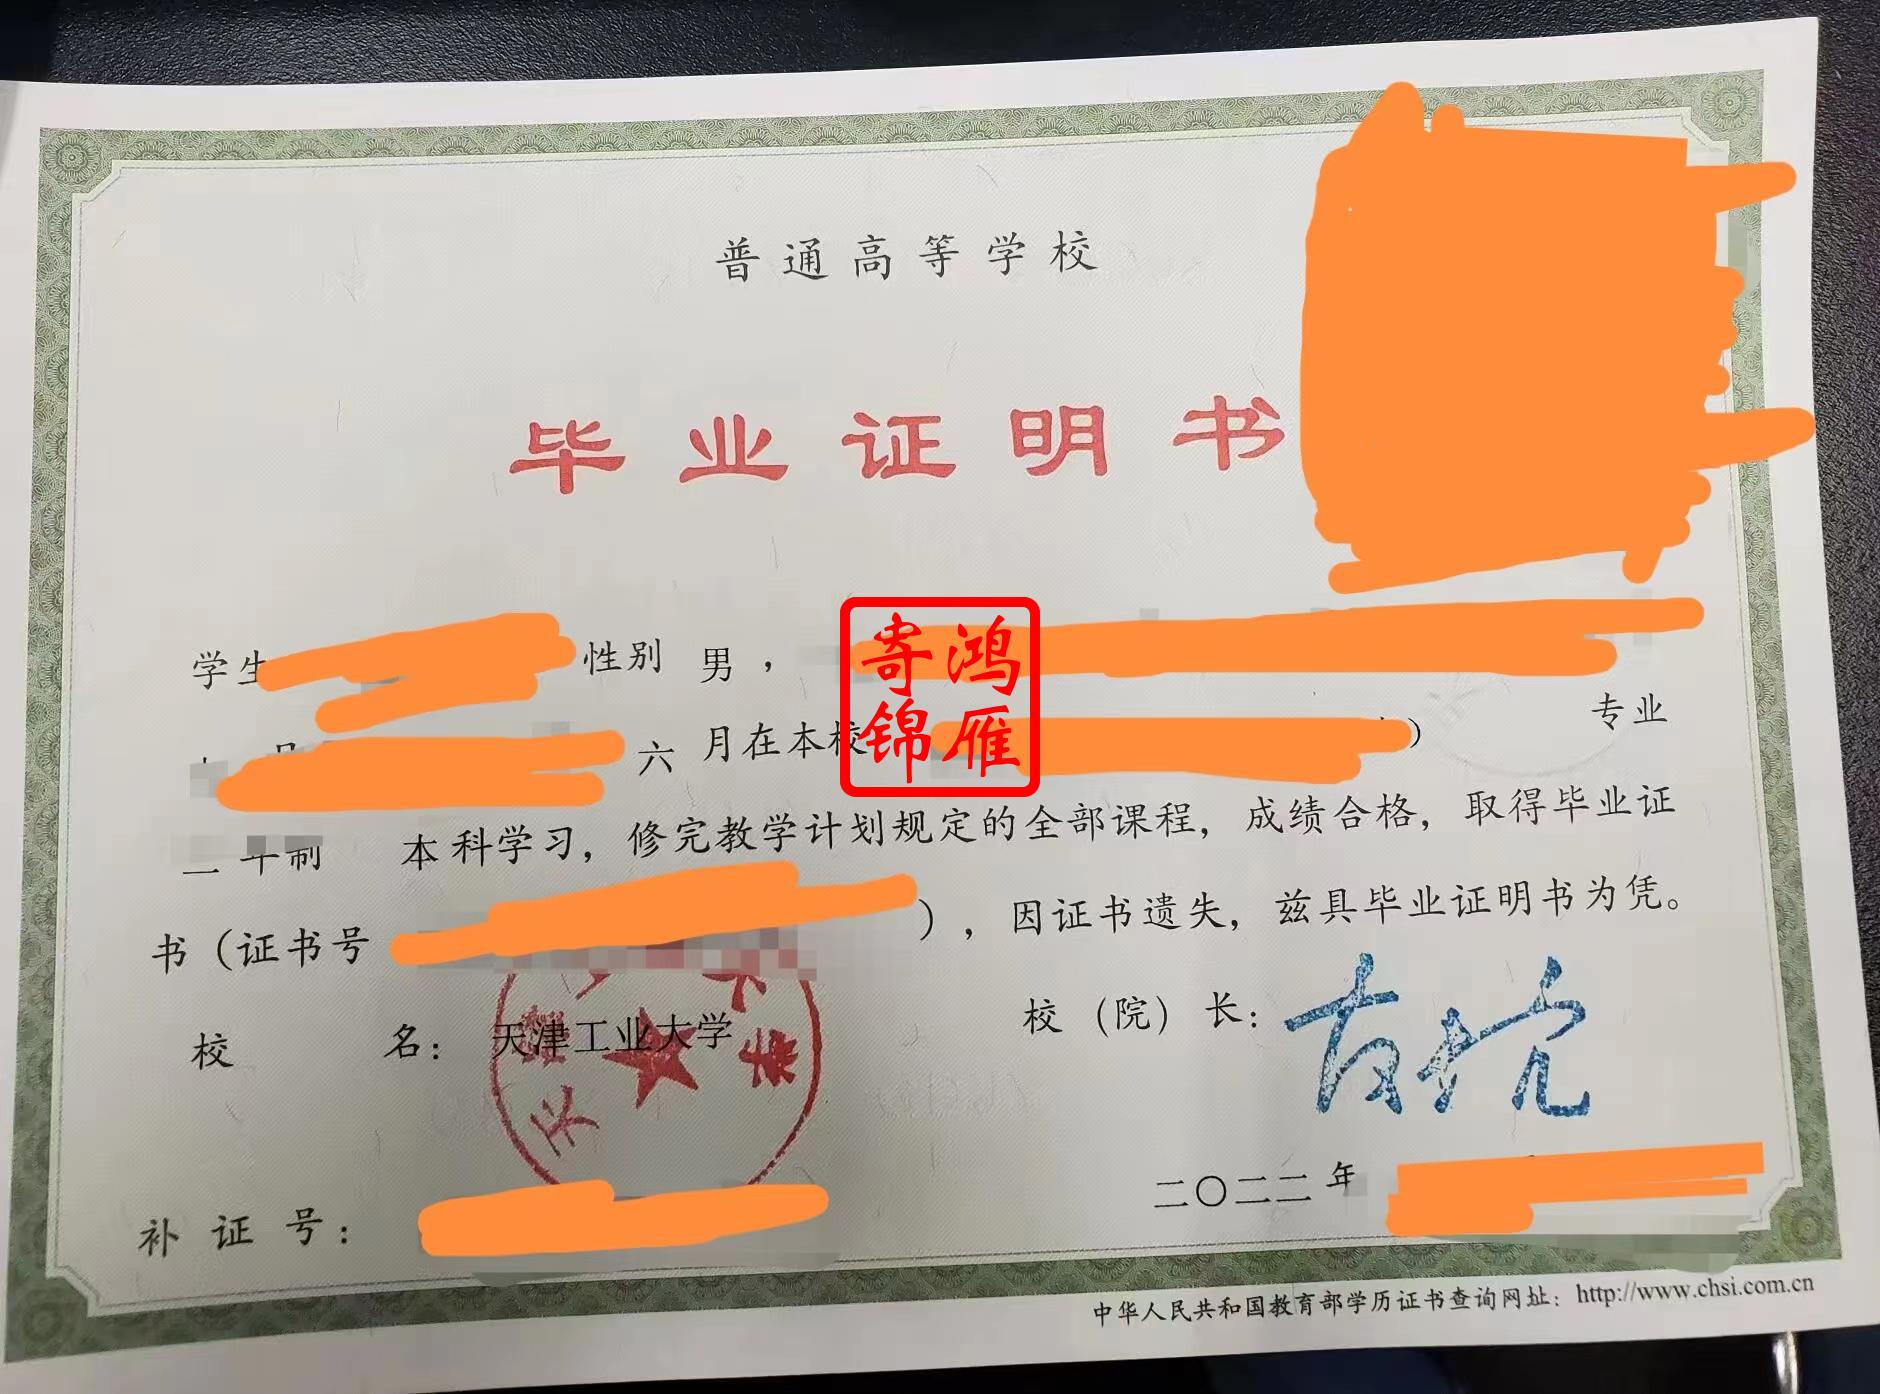 普通高等学校
毕业证明书
学生 性别 男，
六 月在本校 ） 专业
年制 本科学习，修完教学计划规定的全部课程，成绩合格，取得毕业证
书（证书号 ），因证书遗失，兹具毕业证明书为凭。
校 名：天津工业大学
校（院）长：
二〇二二年
补证号：
中华人民共和国教育部学历证书查询网址：http://www.chsi.com.cn
鸿雁
寄锦